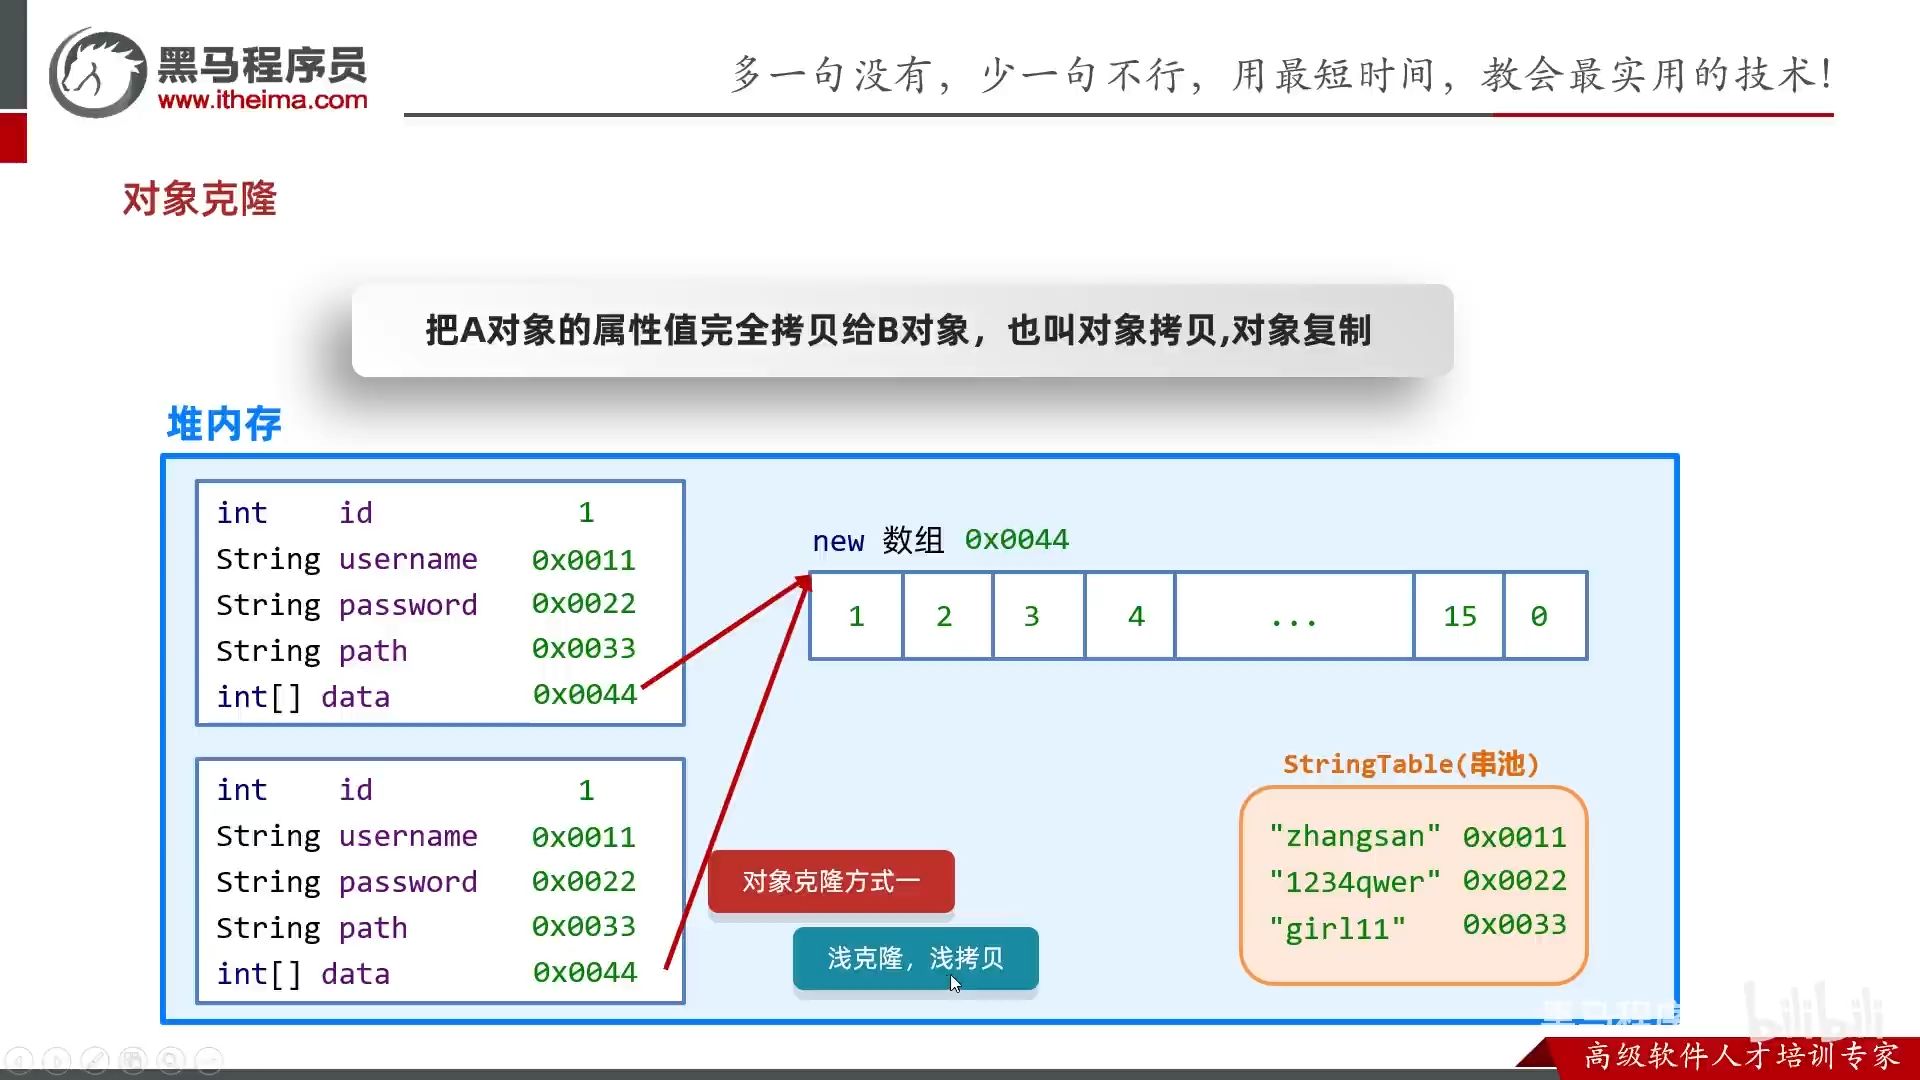 黑马程序员
www.itheima.com
多一句没有，少一句不行，用最短时间，教会最实用的技术！
对象克隆
把A对象的属性值完全拷贝给B对象，也叫对象拷贝,对象复制
堆内存
int id 1
String username 0x0011
String password 0x0022
String path 0x0033
int[] data 0x0044
new 数组 0x0044
1 2 3 4 ... 15 0
int id 1
String username 0x0011
String password 0x0022
String path 0x0033
int[] data 0x0044
对象克隆方式一
浅克隆，浅拷贝
StringTable(串池)
"zhangsan" 0x0011
"1234qwer" 0x0022
"girl11" 0x0033
黑马程序
bilibili
高级软件人才培训专家